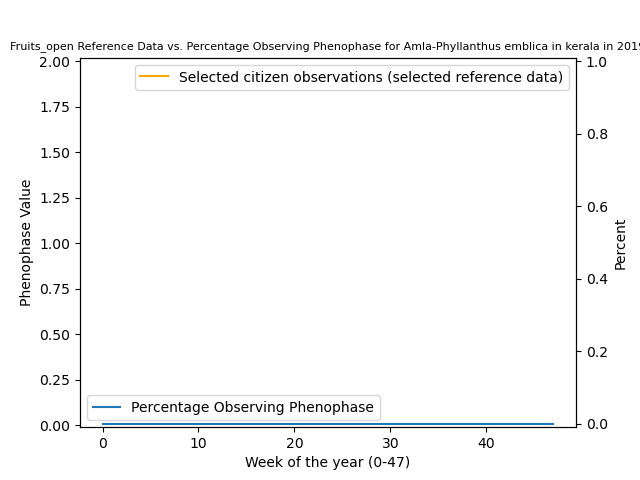 Fruits_open Reference Data vs. Percentage Observing Phenophase for Amla-Phyllanthus emblica in kerala in 2019
2.00
1.75
1.50
1.25
1.00
0.75
0.50
0.25
0.00
Phenophase Value
Selected citizen observations (selected reference data)
Percentage Observing Phenophase
1.0
0.8
0.6
0.4
0.2
0.0
Percent
0 10 20 30 40
Week of the year (0-47)